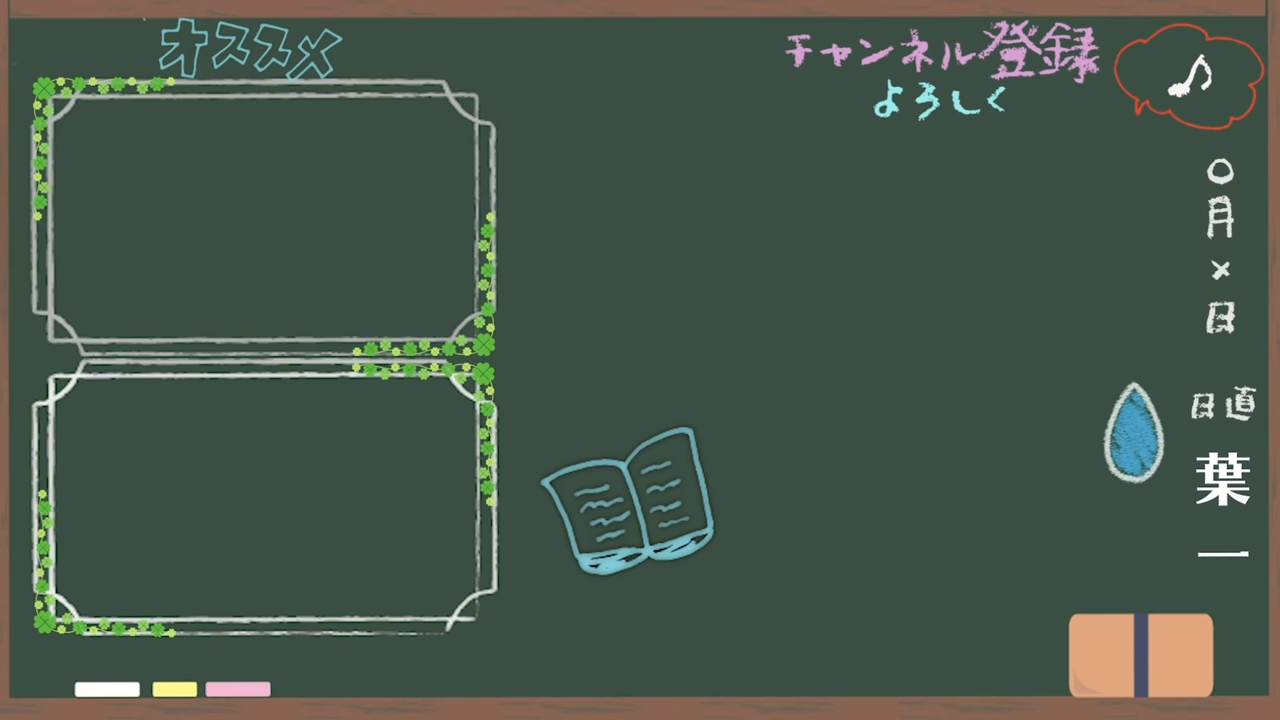 オススメ
チャンネル登録
よろしく
○月×日
日直
葉一